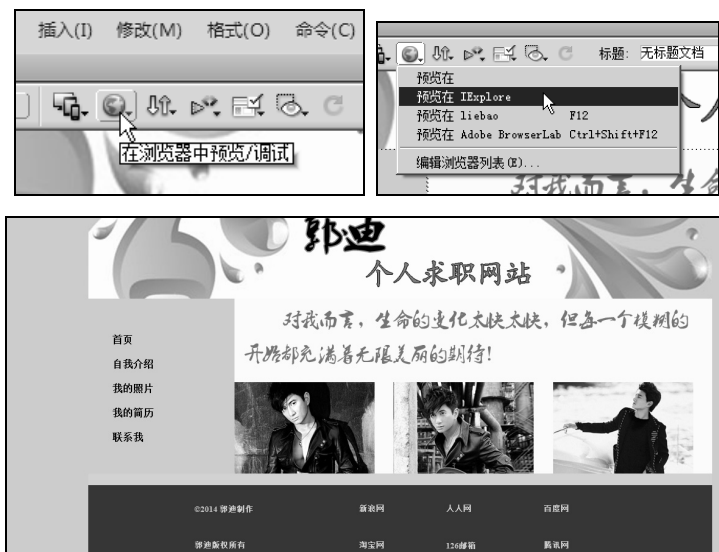 插入(I) 修改(M) 格式(O) 命令(C)
在浏览器中预览/调试
标题: 无标题文档
预览在
预览在 IExplore
预览在 liebao F12
预览在 Adobe BrowserLab Ctrl+Shift+F12
编辑浏览器列表(E)...
对我而言，生命
郭迪
个人求职网站
对我而言，生命的变化太快太快，但每一个模糊的
开始都充满着无限美丽的期待!
首页
自我介绍
我的照片
我的简历
联系我
©2014 郭迪制作 新浪网 人人网 百度网
郭迪版权所有 淘宝网 126邮箱 腾讯网